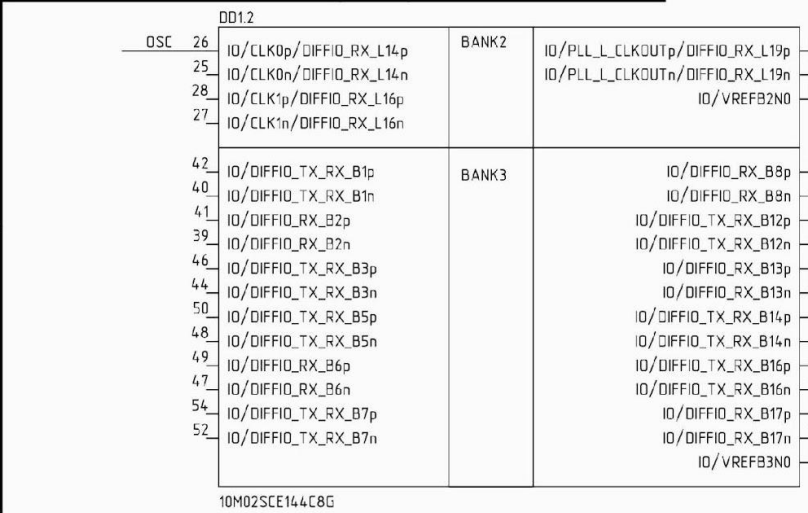 DD1.2
OSC 26 IO/CLK0p/DIFFIO_RX_L14p BANK2 IO/PLL_L_CLKOUTp/DIFFIO_RX_L19p
25 IO/CLK0n/DIFFIO_RX_L14n IO/PLL_L_CLKOUTn/DIFFIO_RX_L19n
28 IO/CLK1p/DIFFIO_RX_L16p IO/VREFB2N0
27 IO/CLK1n/DIFFIO_RX_L16n
42 IO/DIFFIO_TX_RX_B1p BANK3 IO/DIFFIO_RX_B8p
40 IO/DIFFIO_TX_RX_B1n IO/DIFFIO_RX_B8n
41 IO/DIFFIO_RX_B2p IO/DIFFIO_TX_RX_B12p
39 IO/DIFFIO_RX_B2n IO/DIFFIO_TX_RX_B12n
46 IO/DIFFIO_TX_RX_B3p IO/DIFFIO_RX_B13p
44 IO/DIFFIO_TX_RX_B3n IO/DIFFIO_RX_B13n
50 IO/DIFFIO_TX_RX_B5p IO/DIFFIO_TX_RX_B14p
48 IO/DIFFIO_TX_RX_B5n IO/DIFFIO_TX_RX_B14n
49 IO/DIFFIO_RX_B6p IO/DIFFIO_TX_RX_B16p
47 IO/DIFFIO_RX_B6n IO/DIFFIO_TX_RX_B16n
54 IO/DIFFIO_TX_RX_B7p IO/DIFFIO_RX_B17p
52 IO/DIFFIO_TX_RX_B7n IO/DIFFIO_RX_B17n
IO/VREFB3N0
10M02SCE144C8G